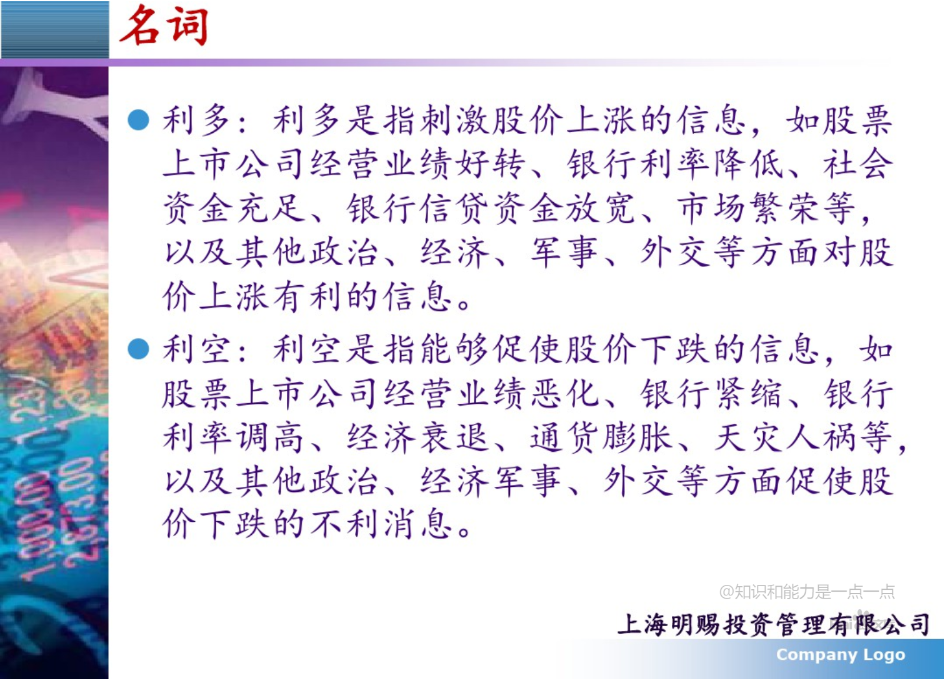 名词
利多：利多是指刺激股价上涨的信息，如股票
上市公司经营业绩好转、银行利率降低、社会
资金充足、银行信贷资金放宽、市场繁荣等，
以及其他政治、经济、军事、外交等方面对股
价上涨有利的信息。
利空：利空是指能够促使股价下跌的信息，如
股票上市公司经营业绩恶化、银行紧缩、银行
利率调高、经济衰退、通货膨胀、天灾人祸等，
以及其他政治、经济军事、外交等方面促使股
价下跌的不利消息。
1,000.00
2,873.00
@知识和能力是一点一点
上海明赐投资管理有限公司
Company Logo